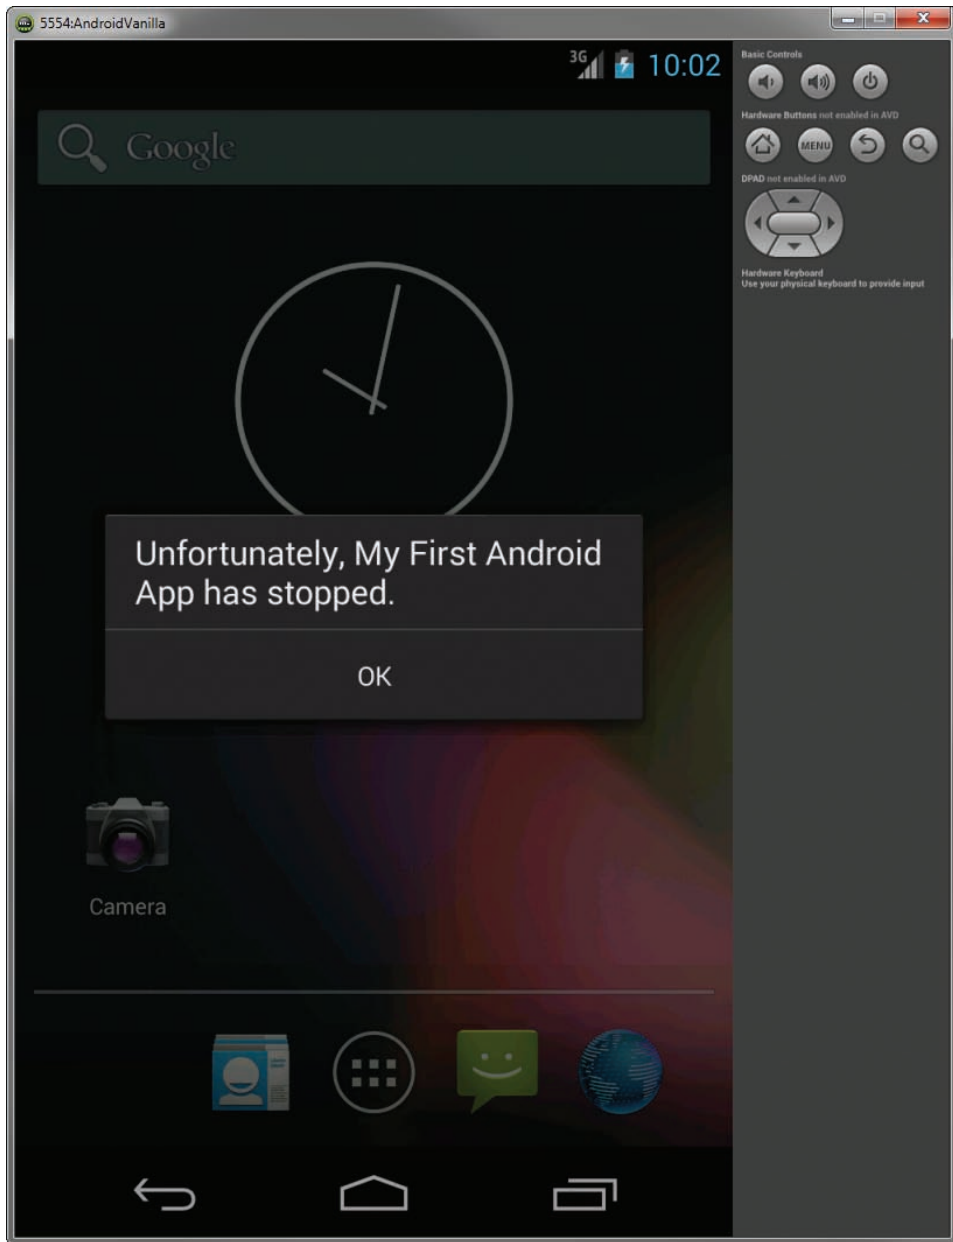 5554:AndroidVanilla
3G 10:02
Google
Unfortunately, My First Android
App has stopped.
OK
Camera
Basic Controls
Hardware Buttons not enabled in AVD
MENU
DPAD not enabled in AVD
Hardware Keyboard
Use your physical keyboard to provide input